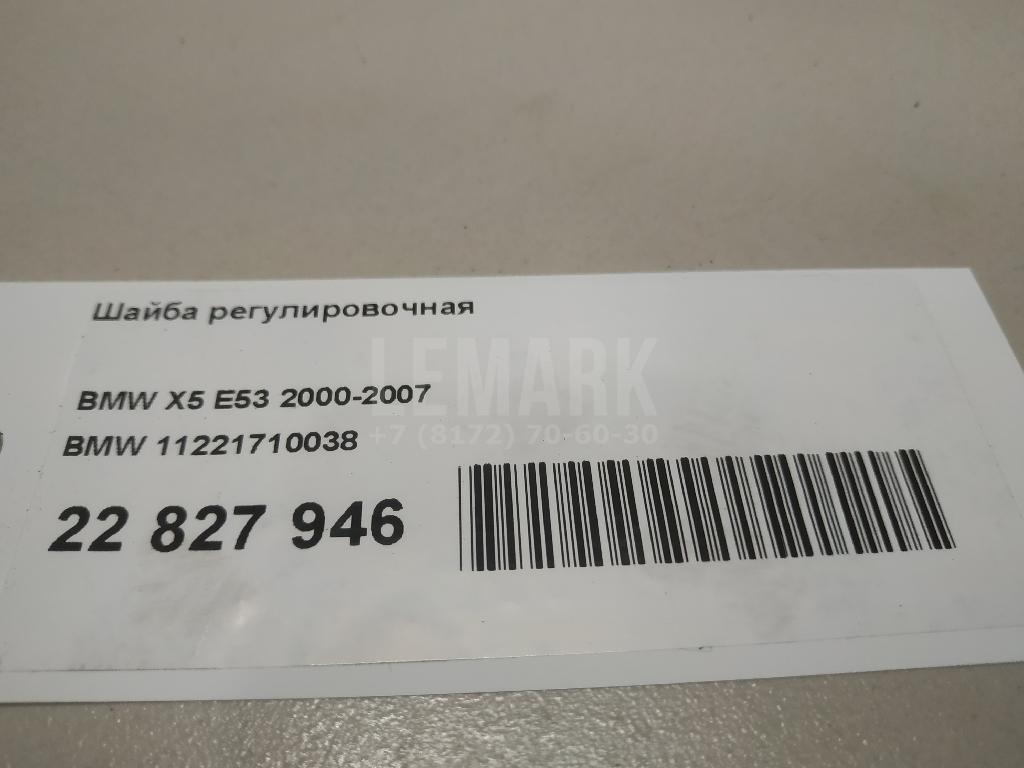 Шайба регулировочная
LEMARK
BMW X5 E53 2000-2007
+7 (8172) 70-60-30
BMW 11221710038
22 827 946